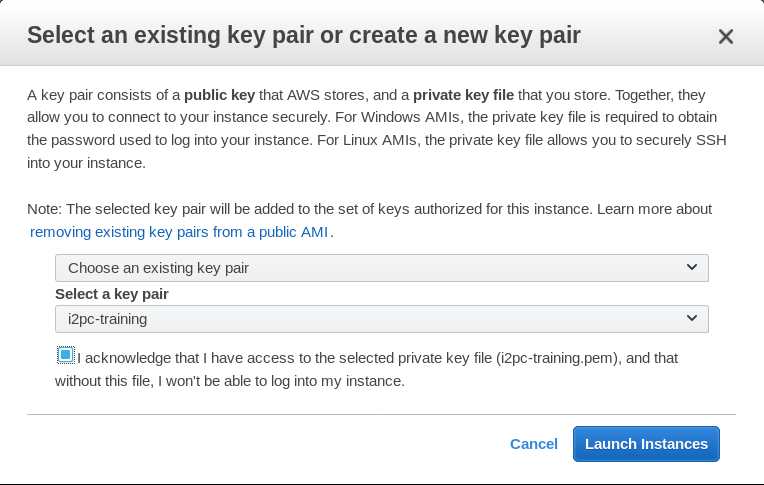 Select an existing key pair or create a new key pair
A key pair consists of a public key that AWS stores, and a private key file that you store. Together, they
allow you to connect to your instance securely. For Windows AMIs, the private key file is required to obtain
the password used to log into your instance. For Linux AMIs, the private key file allows you to securely SSH
into your instance.
Note: The selected key pair will be added to the set of keys authorized for this instance. Learn more about
removing existing key pairs from a public AMI.
Choose an existing key pair
Select a key pair
i2pc-training
I acknowledge that I have access to the selected private key file (i2pc-training.pem), and that
without this file, I won't be able to log into my instance.
Cancel Launch Instances